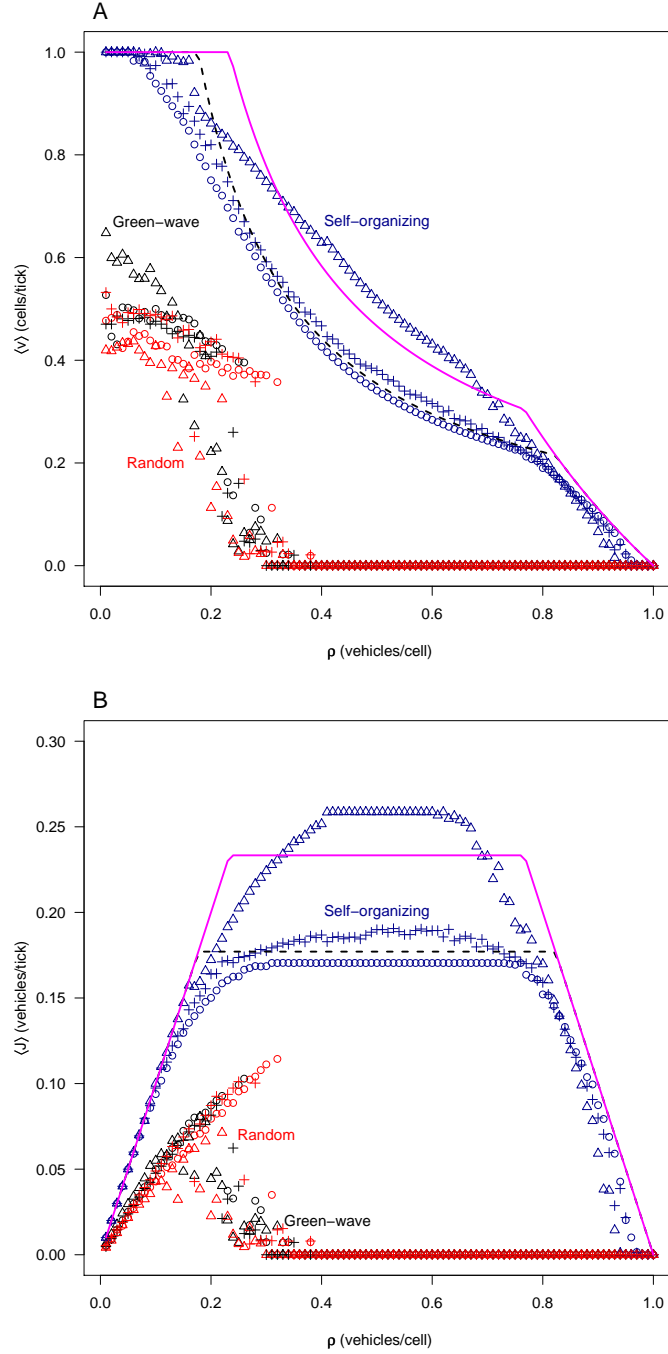 A
1.0
0.8
0.6
0.4
0.2
0.0
⟨v⟩ (cells/tick)
Green−wave
Self−organizing
Random
0.0 0.2 0.4 0.6 0.8 1.0
ρ (vehicles/cell)
B
0.30
0.25
0.20
0.15
0.10
0.05
0.00
⟨J⟩ (vehicles/tick)
Self−organizing
Random
Green−wave
0.0 0.2 0.4 0.6 0.8 1.0
ρ (vehicles/cell)